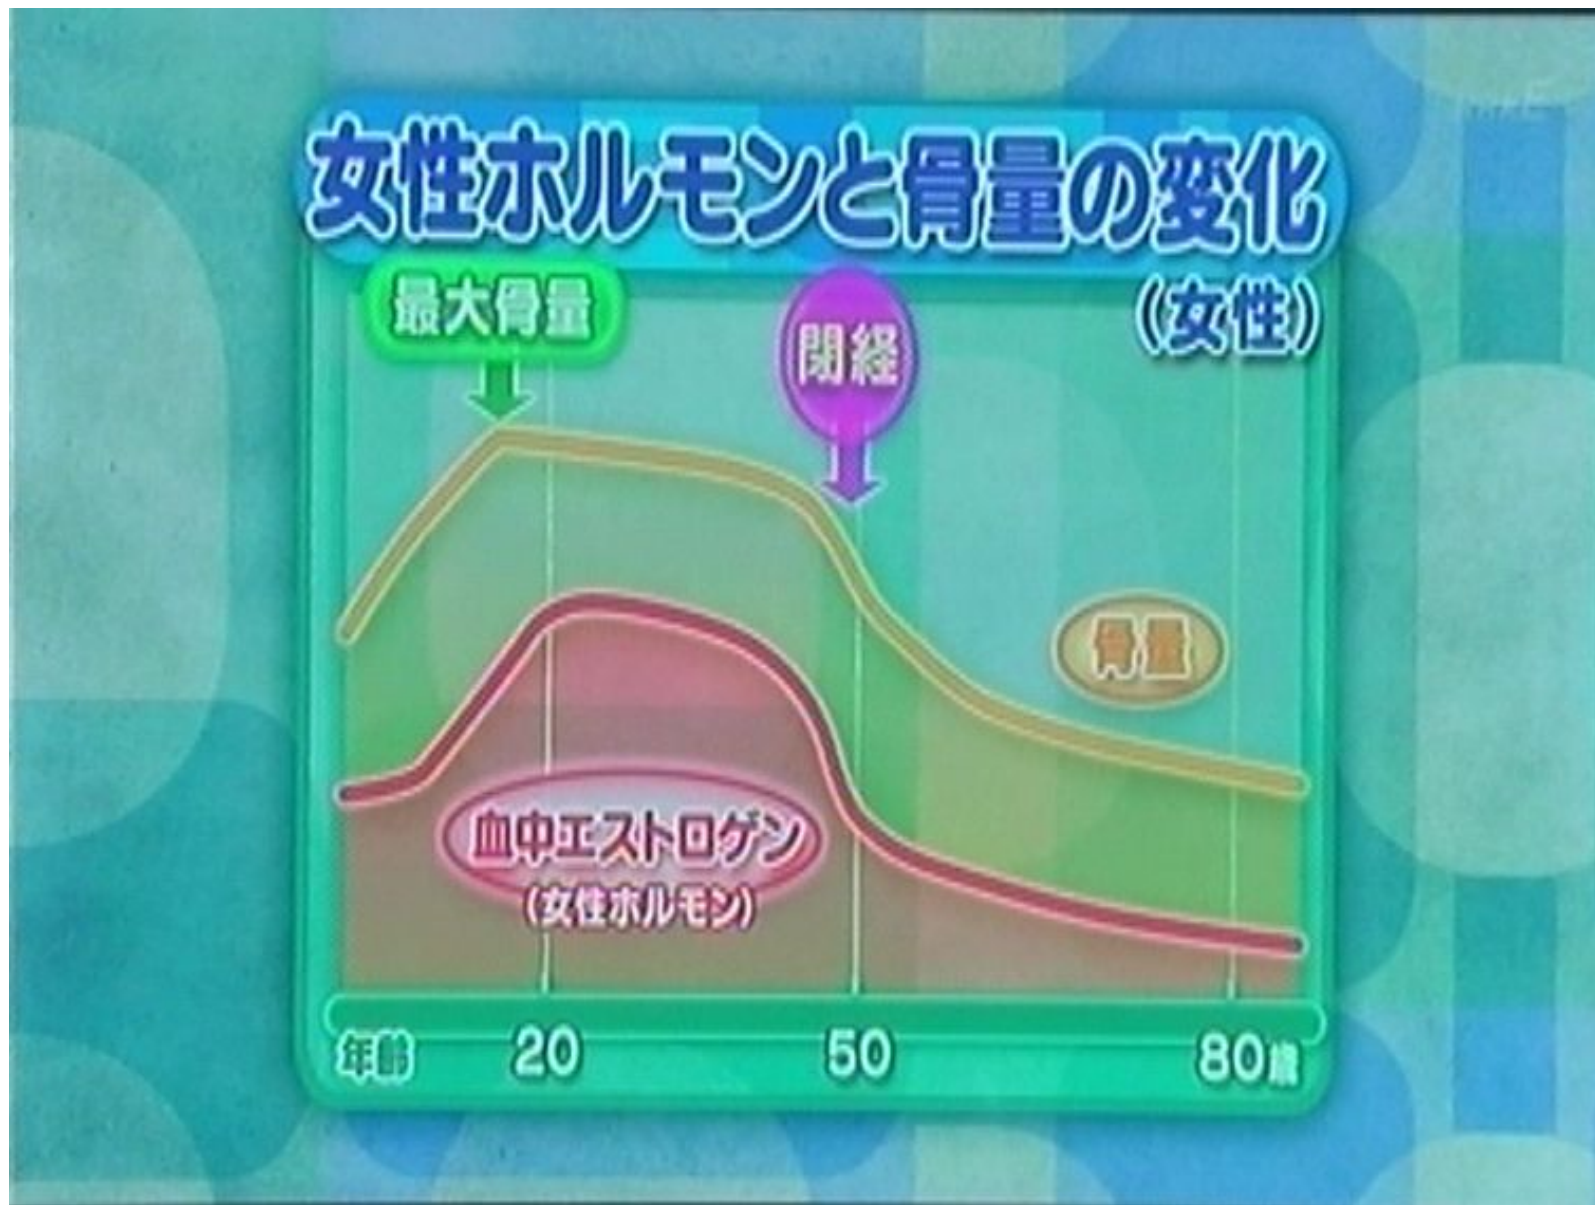 女性ホルモンと骨量の変化
(女性)
最大骨量
閉経
骨量
血中エストロゲン
(女性ホルモン)
年齢 20 50 80歳